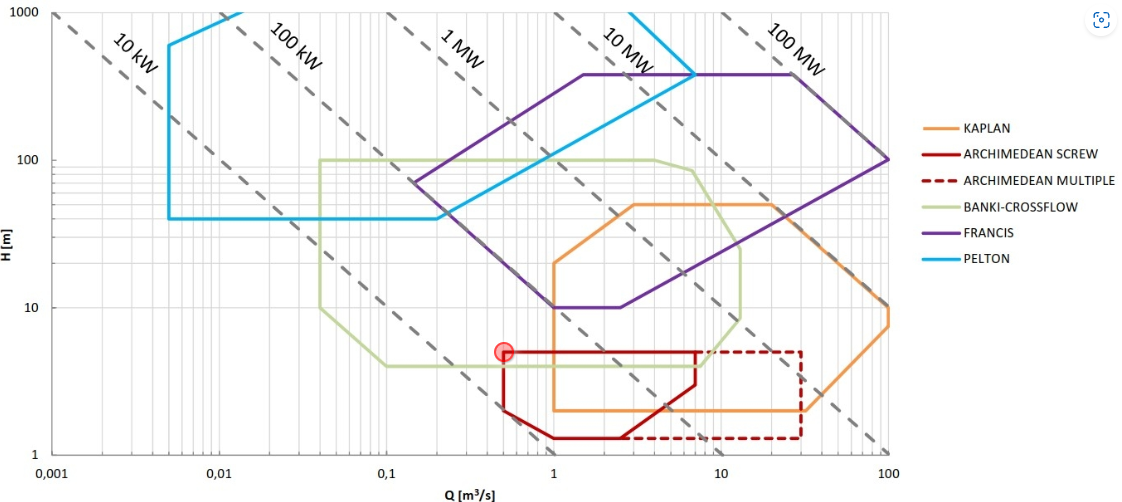 1000
10 kW
100 kW
1 MW
10 MW
100 MW
100
10
1
H [m]
0,001
0,01
0,1
1
10
100
Q [m³/s]
KAPLAN
ARCHIMEDEAN SCREW
ARCHIMEDEAN MULTIPLE
BANKI-CROSSFLOW
FRANCIS
PELTON